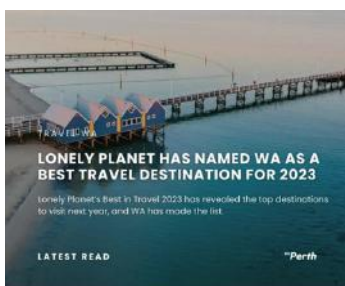 TRAVEL WA
LONELY PLANET HAS NAMED WA AS A
BEST TRAVEL DESTINATION FOR 2023
Lonely Planet's Best in Travel 2023 has revealed the top destinations
to visit next year, and WA has made the list.
LATEST READ
Perth